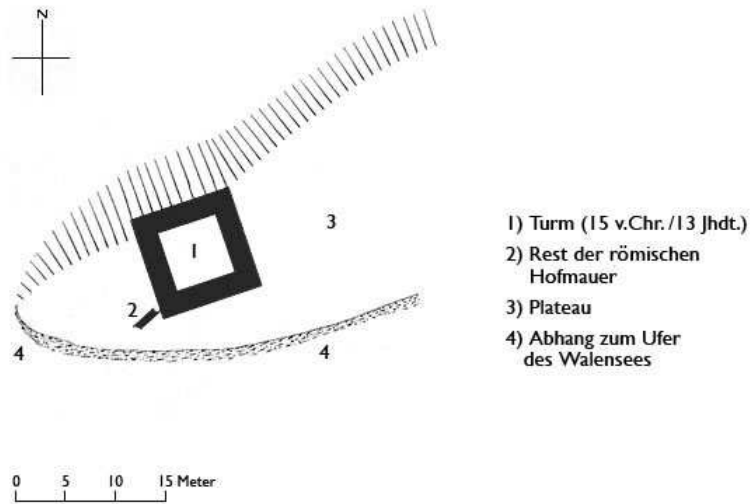 N
1
3
2
4
4
1) Turm (15 v.Chr./13 Jhdt.)
2) Rest der römischen
Hofmauer
3) Plateau
4) Abhang zum Ufer
des Walensees
0 5 10 15 Meter